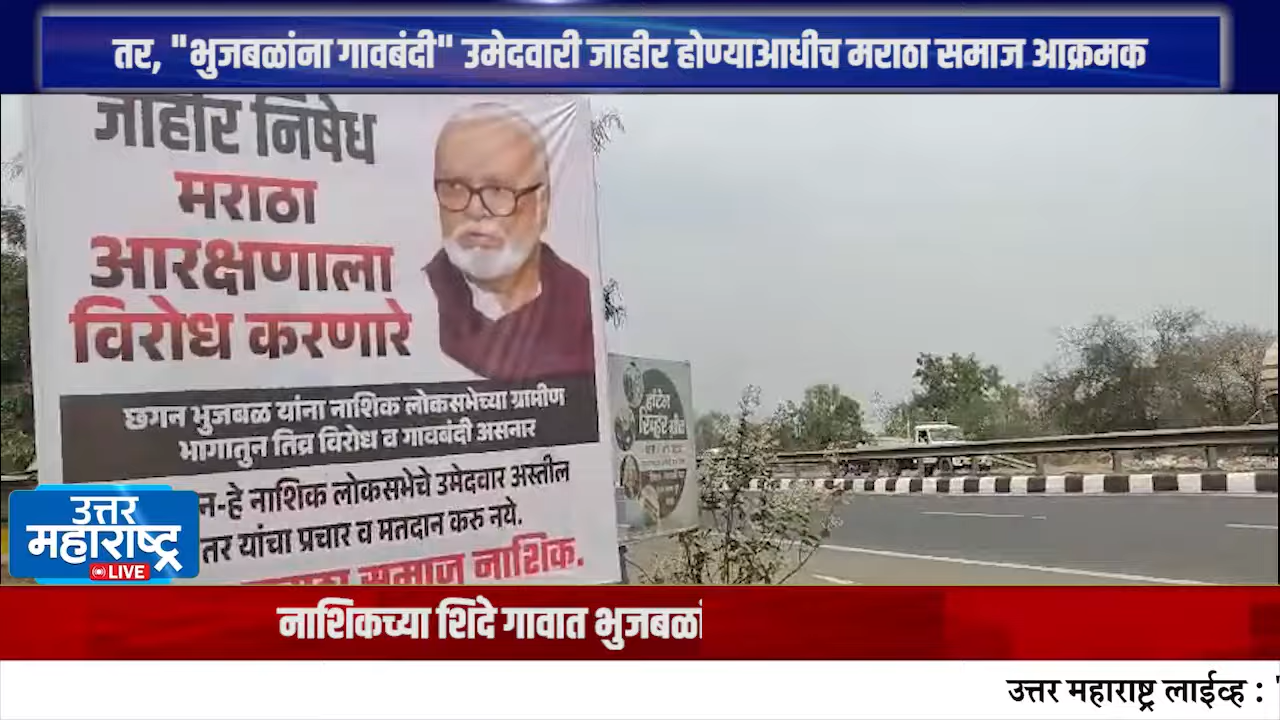 तर, "भुजबळांना गावबंदी" उमेदवारी जाहीर होण्याआधीच मराठा समाज आक्रमक
जाहीर निषेध
मराठा
आरक्षणाला
विरोध करणारे
छगन भुजबळ यांना नाशिक लोकसभेच्या ग्रामीण
भागातुन तिव्र विरोध व गावबंदी असनार
न-हे नाशिक लोकसभेचे उमेदवार अस्तील
तर यांचा प्रचार व मतदान करु नये.
समाज नाशिक.
हॉटेल
उत्तर
महाराष्ट्र
LIVE
नाशिकच्या शिंदे गावात भुजबळां
उत्तर महाराष्ट्र लाईव्ह : '